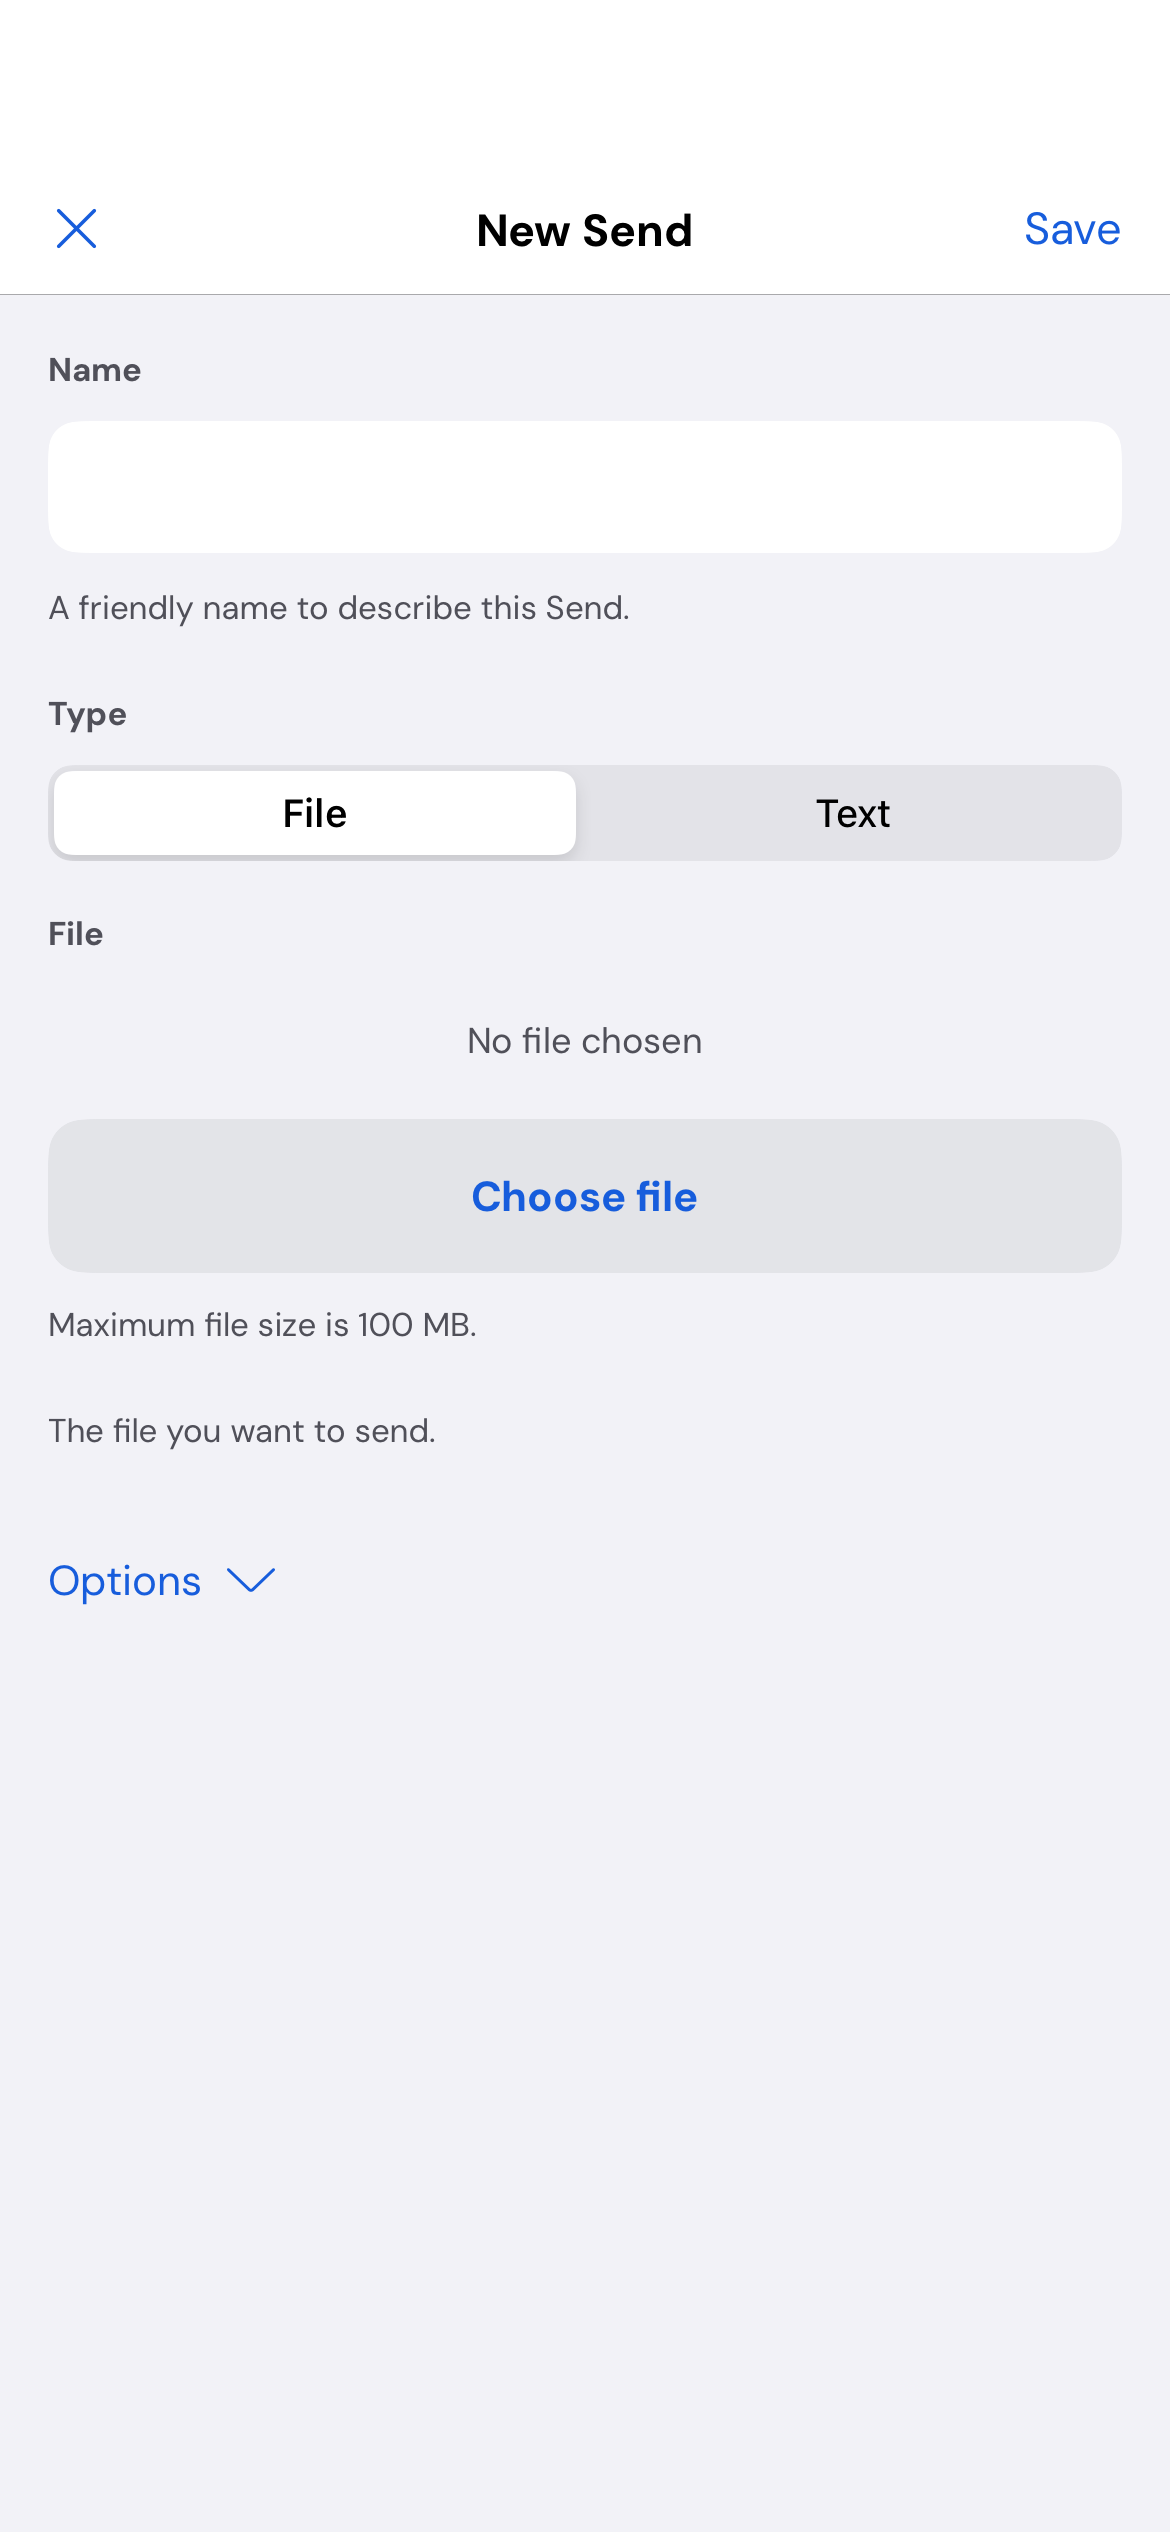 New Send
Save
Name
A friendly name to describe this Send.
Type
File
Text
File
No file chosen
Choose file
Maximum file size is 100 MB.
The file you want to send.
Options